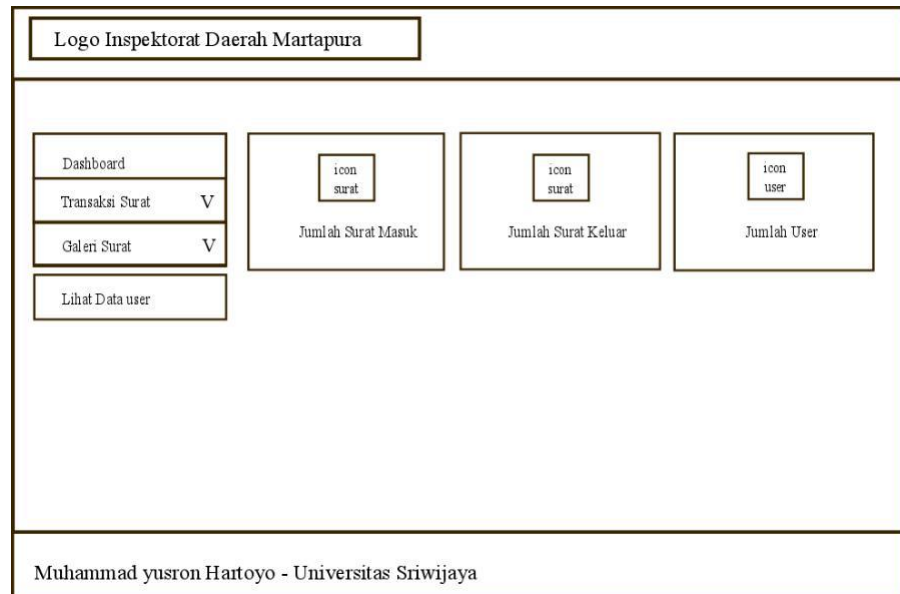 Logo Inspektorat Daerah Martapura
Dashboard
Transaksi Surat V
Galeri Surat V
Lihat Data user
icon
surat
Jumlah Surat Masuk
icon
surat
Jumlah Surat Keluar
icon
user
Jumlah User
Muhammad yusron Hartoyo - Universitas Sriwijaya